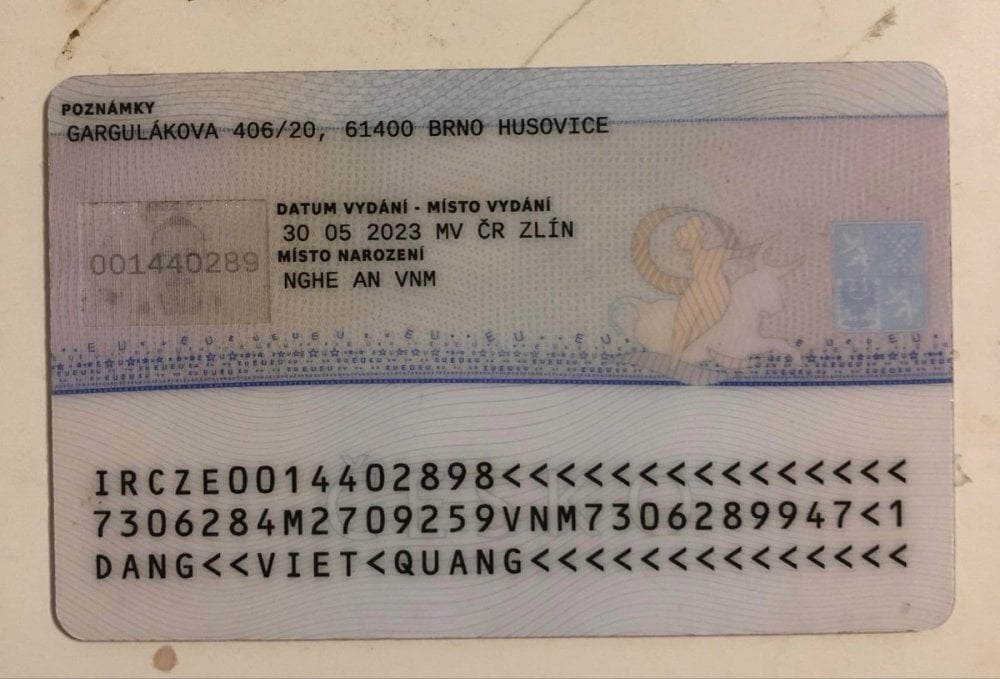 POZNÁMKY
GARGULÁKOVA 406/20, 61400 BRNO HUSOVICE
DATUM VYDÁNÍ - MÍSTO VYDÁNÍ
30 05 2023 MV ČR ZLÍN
001440289
MÍSTO NAROZENÍ
NGHE AN VNM
ČESKO
IRCZE0014402898<<<<<<<<<<<<<<<
7306284M2709259VNM7306289947<1
DANG<<VIET<QUANG<<<<<<<<<<<<<<